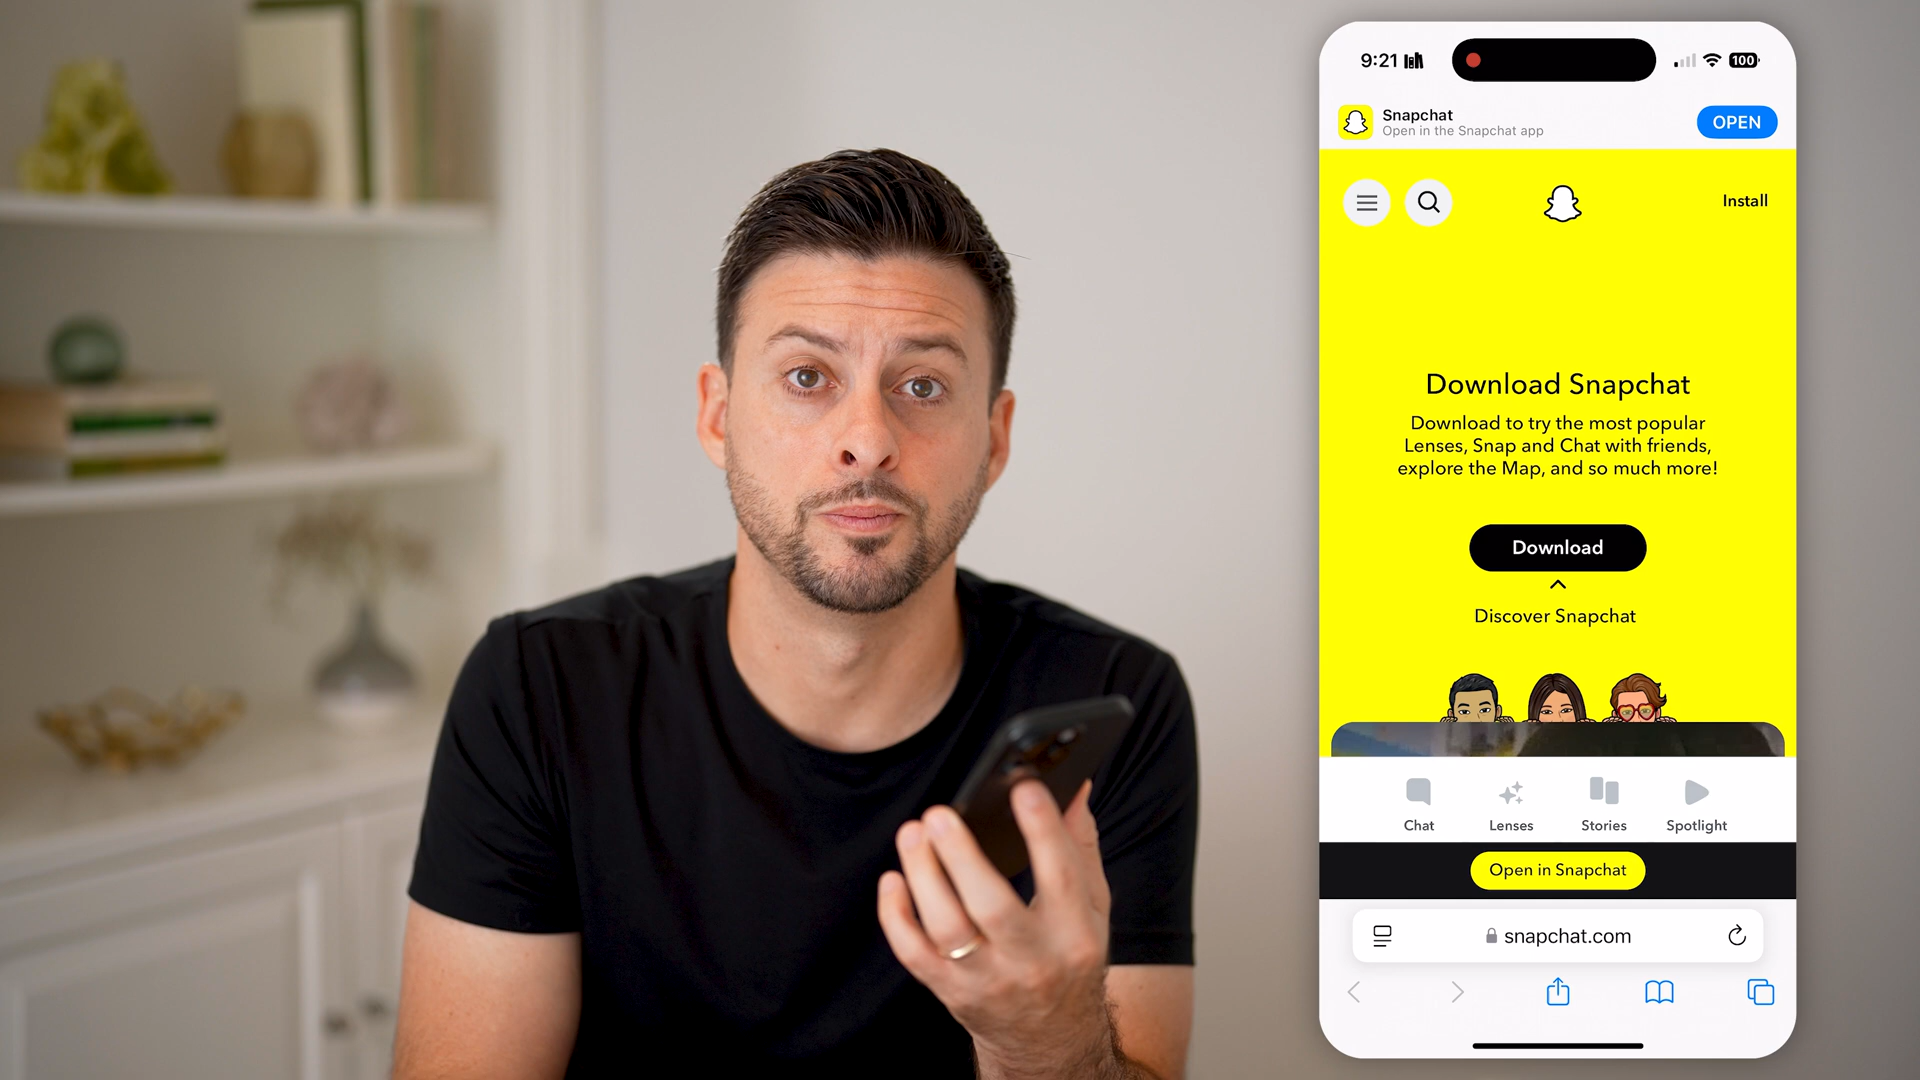 9:21
100
Snapchat
Open in the Snapchat app
OPEN
Install
Download Snapchat
Download to try the most popular
Lenses, Snap and Chat with friends,
explore the Map, and so much more!
Download
Discover Snapchat
Chat
Lenses
Stories
Spotlight
Open in Snapchat
snapchat.com